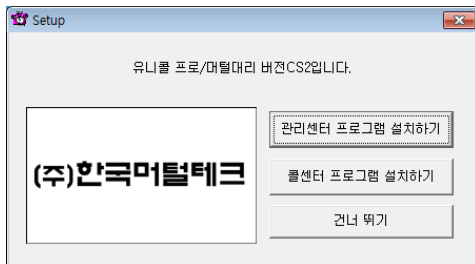 Setup
유니콜 프로/머털대리 버전CS2입니다.
(주)한국머털테크
관리센터 프로그램 설치하기
콜센터 프로그램 설치하기
건너 뛰기